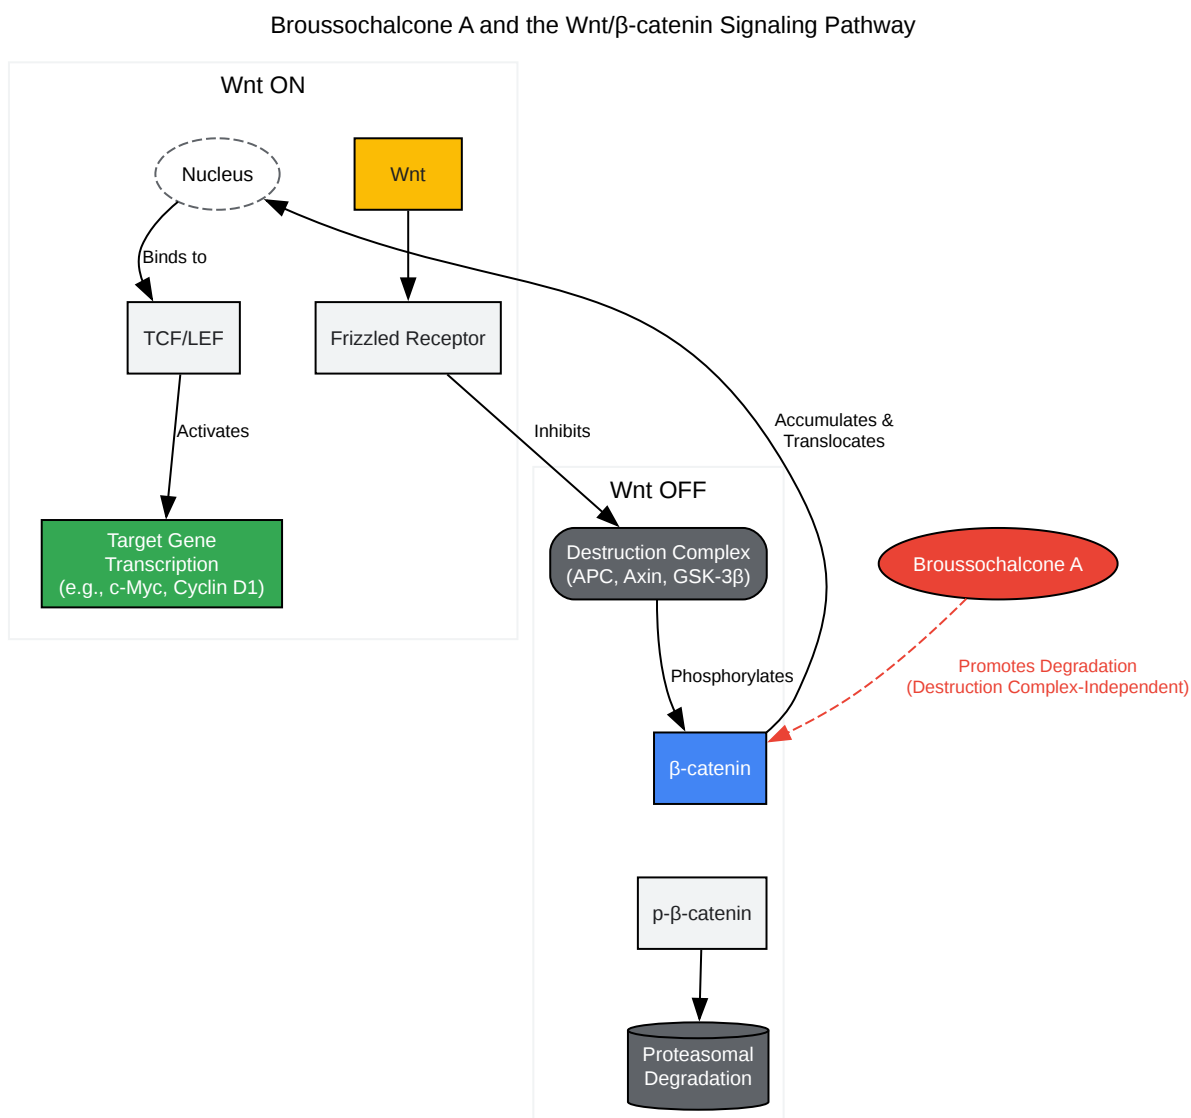 Broussochalcone A and the Wnt/β-catenin Signaling Pathway
Wnt ON
Nucleus
Wnt
Binds to
TCF/LEF
Frizzled Receptor
Activates
Inhibits
Accumulates &
Translocates
Target Gene
Transcription
(e.g., c-Myc, Cyclin D1)
Wnt OFF
Destruction Complex
(APC, Axin, GSK-3β)
Broussochalcone A
Phosphorylates
Promotes Degradation
(Destruction Complex-Independent)
β-catenin
p-β-catenin
Proteasomal
Degradation